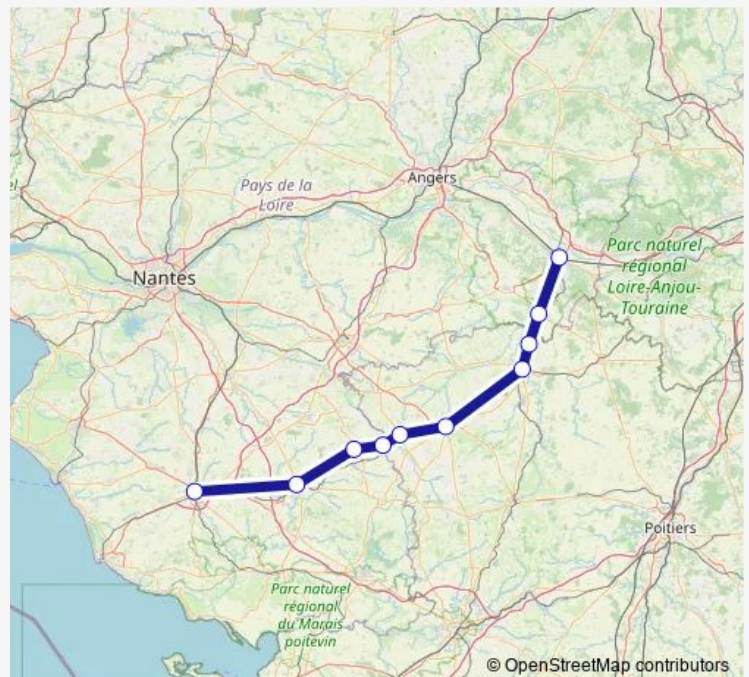 Angers
Pays de la
Loire
Parc naturel
régional
Loire-Anjou-
Touraine
Nantes
Poitiers
Parc naturel
régional
du Marais
poitevin
© OpenStreetMap contributors